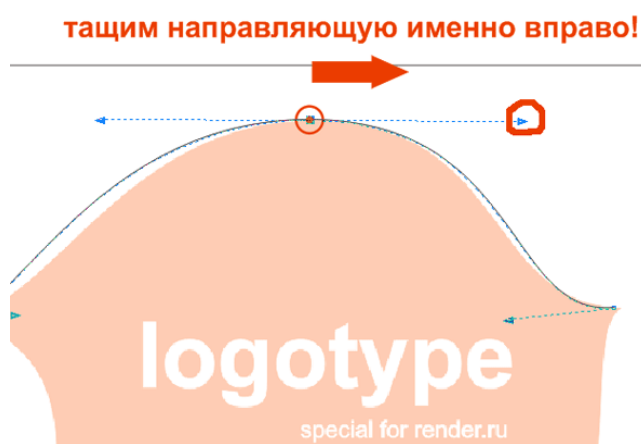 тащим направляющую именно вправо!
logotype
special for render.ru